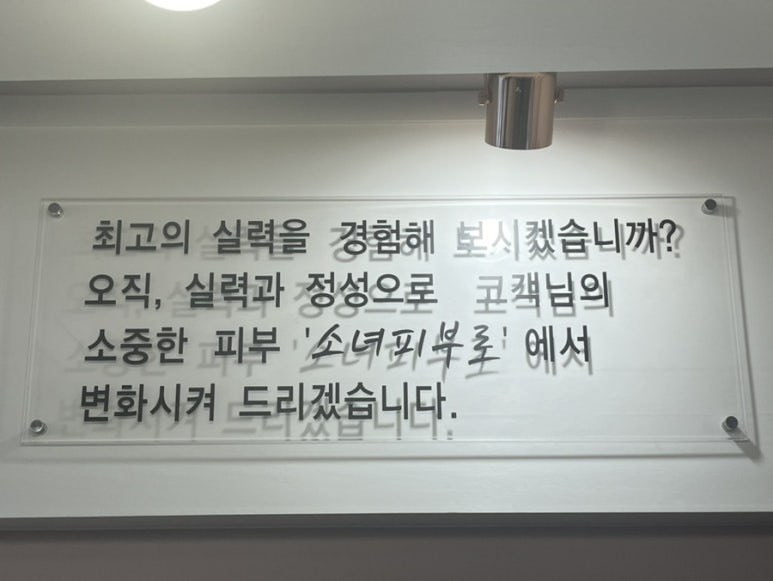 최고의 실력을 경험해 보시겠습니까?
오직, 실력과 정성으로 고객님의
소중한 피부 '소녀피부로' 에서
변화시켜 드리겠습니다.